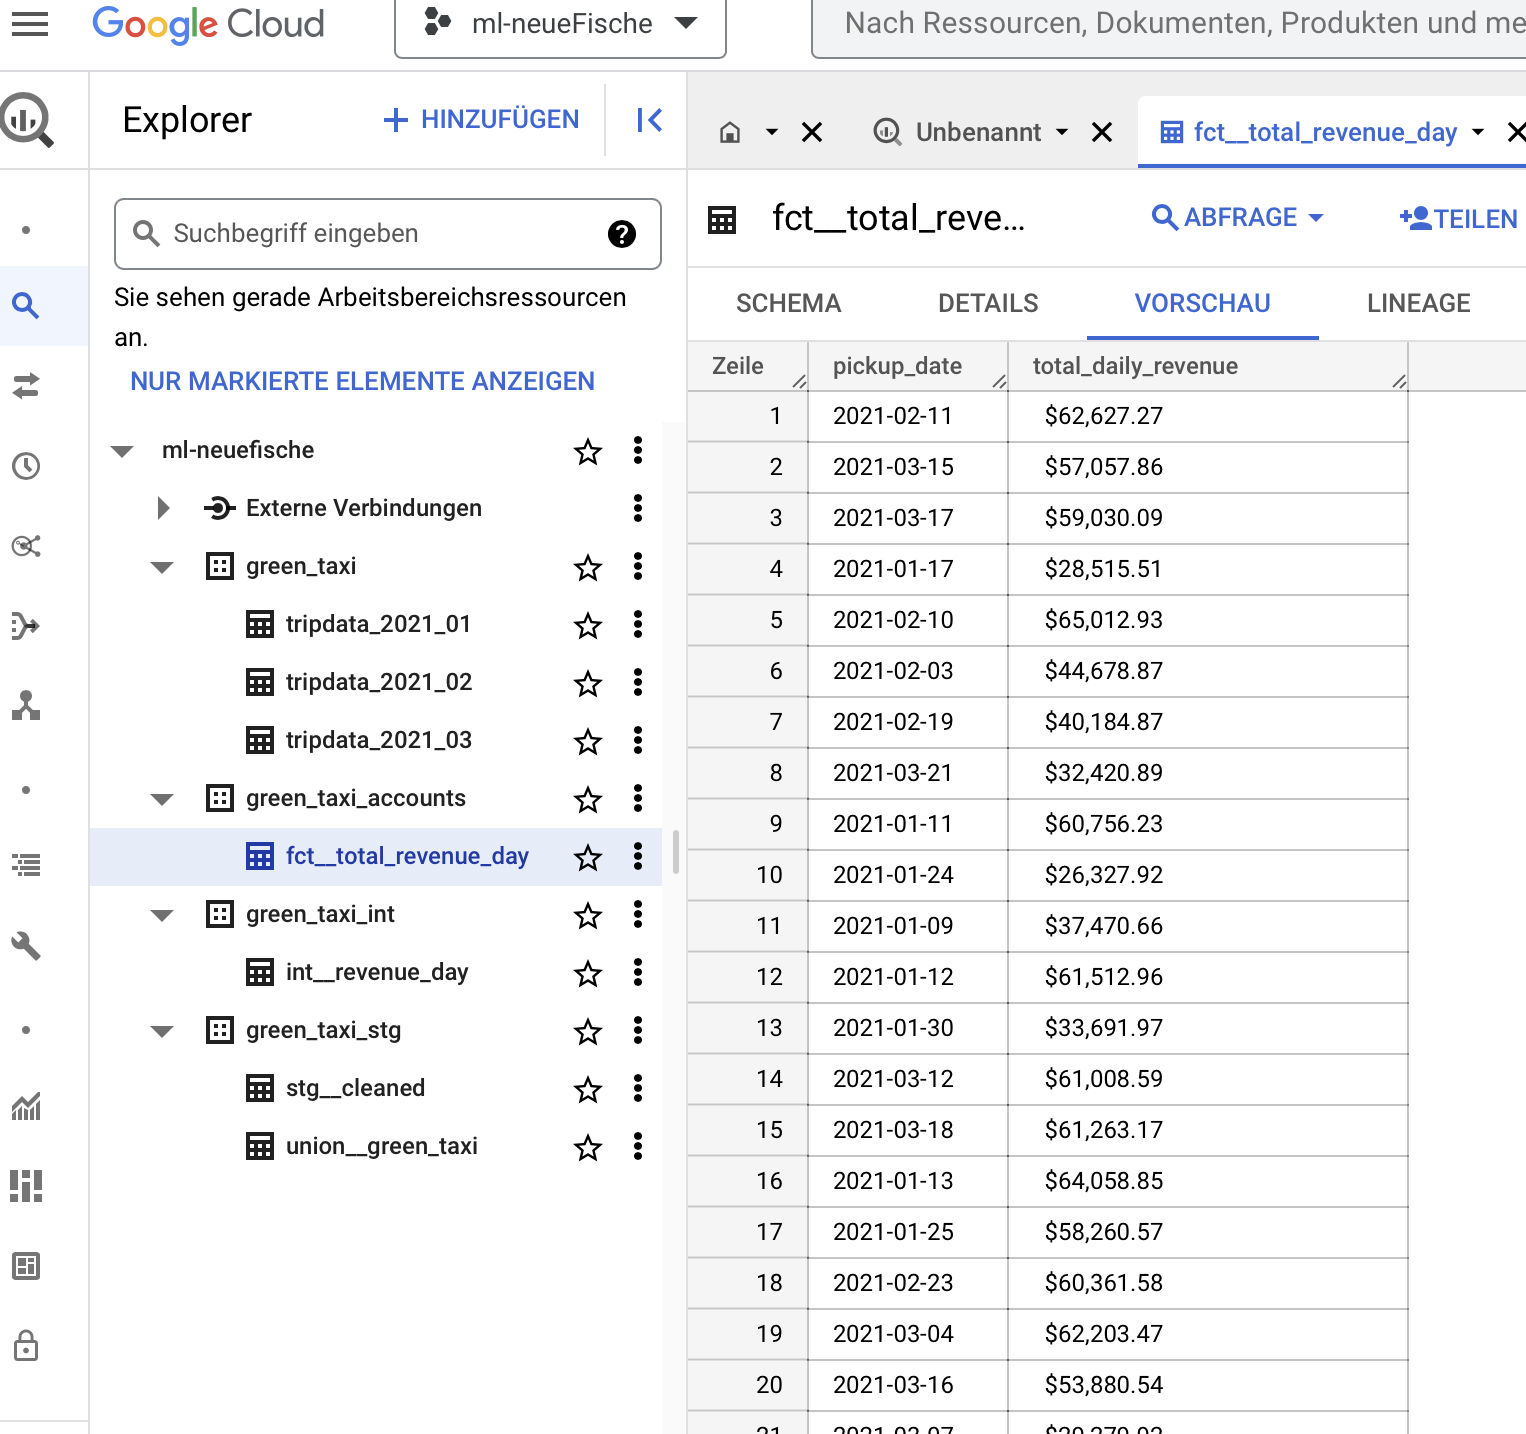 Google Cloud
ml-neueFische
Nach Ressourcen, Dokumenten, Produkten und me
Explorer
HINZUFÜGEN
Unbenannt
fct__total_revenue_day
Suchbegriff eingeben
Sie sehen gerade Arbeitsbereichsressourcen
an.
NUR MARKIERTE ELEMENTE ANZEIGEN
ml-neuefische
Externe Verbindungen
green_taxi
tripdata_2021_01
tripdata_2021_02
tripdata_2021_03
green_taxi_accounts
fct__total_revenue_day
green_taxi_int
int__revenue_day
green_taxi_stg
stg__cleaned
union__green_taxi
fct__total_reve...
ABFRAGE
TEILEN
SCHEMA DETAILS VORSCHAU LINEAGE
Zeile pickup_date total_daily_revenue
1 2021-02-11 $62,627.27
2 2021-03-15 $57,057.86
3 2021-03-17 $59,030.09
4 2021-01-17 $28,515.51
5 2021-02-10 $65,012.93
6 2021-02-03 $44,678.87
7 2021-02-19 $40,184.87
8 2021-03-21 $32,420.89
9 2021-01-11 $60,756.23
10 2021-01-24 $26,327.92
11 2021-01-09 $37,470.66
12 2021-01-12 $61,512.96
13 2021-01-30 $33,691.97
14 2021-03-12 $61,008.59
15 2021-03-18 $61,263.17
16 2021-01-13 $64,058.85
17 2021-01-25 $58,260.57
18 2021-02-23 $60,361.58
19 2021-03-04 $62,203.47
20 2021-03-16 $53,880.54